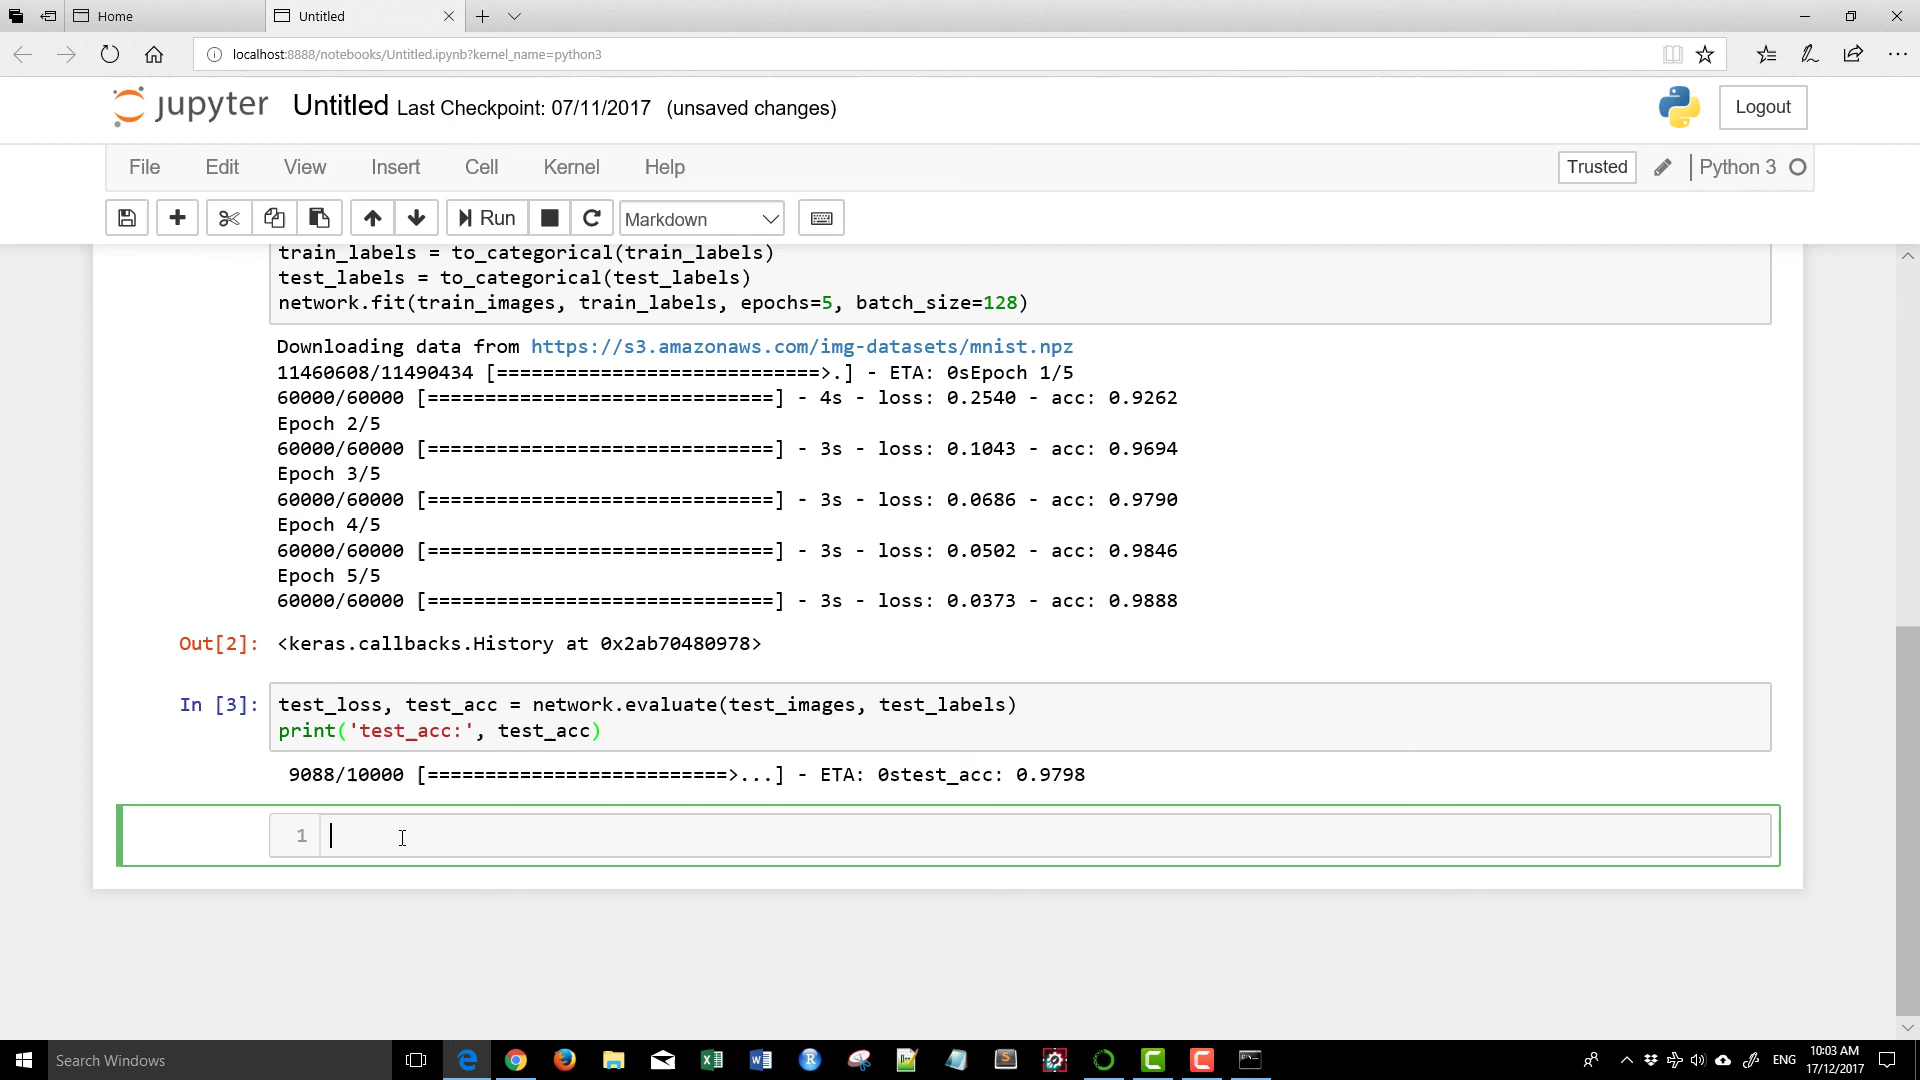 Home
Untitled
localhost:8888/notebooks/Untitled.ipynb?kernel_name=python3
jupyter Untitled Last Checkpoint: 07/11/2017 (unsaved changes)
Logout
File Edit View Insert Cell Kernel Help
Trusted
Python 3
Run
Markdown
train_labels = to_categorical(train_labels)
test_labels = to_categorical(test_labels)
network.fit(train_images, train_labels, epochs=5, batch_size=128)
Downloading data from https://s3.amazonaws.com/img-datasets/mnist.npz
11460608/11490434 [============================>.] - ETA: 0sEpoch 1/5
60000/60000 [==============================] - 4s - loss: 0.2540 - acc: 0.9262
Epoch 2/5
60000/60000 [==============================] - 3s - loss: 0.1043 - acc: 0.9694
Epoch 3/5
60000/60000 [==============================] - 3s - loss: 0.0686 - acc: 0.9790
Epoch 4/5
60000/60000 [==============================] - 3s - loss: 0.0502 - acc: 0.9846
Epoch 5/5
60000/60000 [==============================] - 3s - loss: 0.0373 - acc: 0.9888
Out[2]: <keras.callbacks.History at 0x2ab70480978>
In [3]: test_loss, test_acc = network.evaluate(test_images, test_labels)
print('test_acc:', test_acc)
9088/10000 [==========================>...] - ETA: 0stest_acc: 0.9798
1
Search Windows
ENG
10:03 AM
17/12/2017